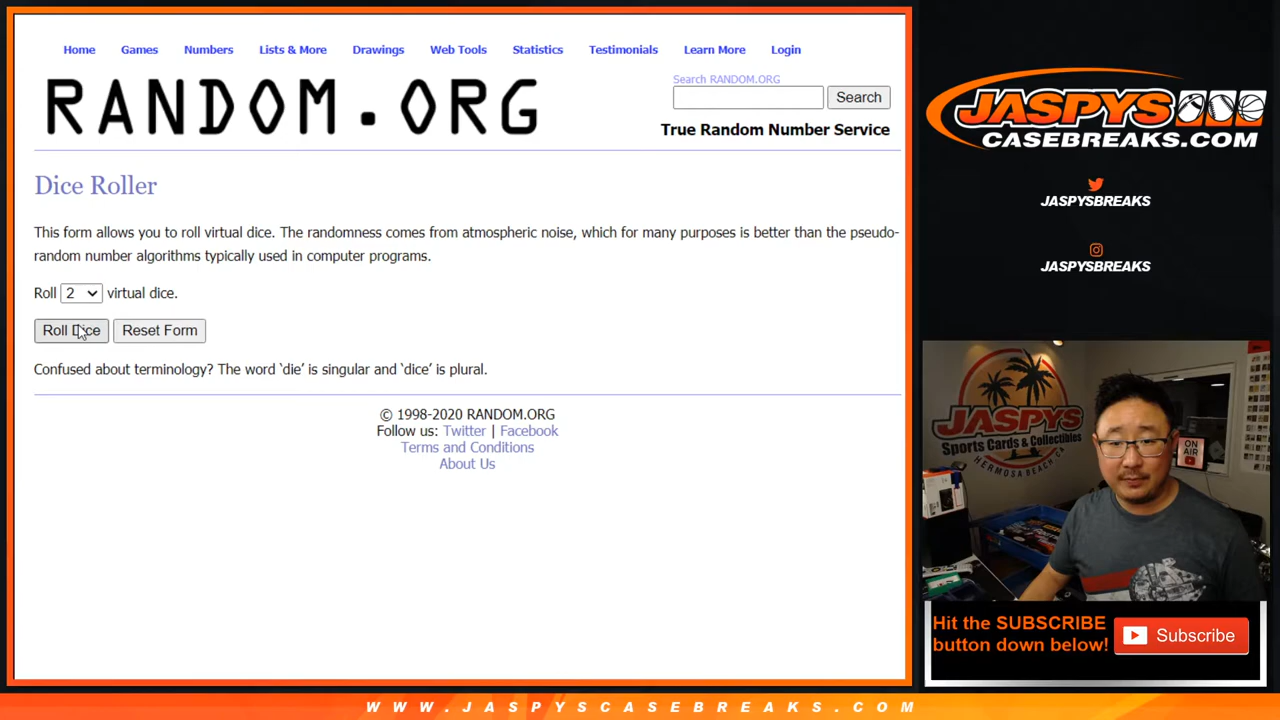 Home Games Numbers Lists & More Drawings Web Tools Statistics Testimonials Learn More Login
RANDOM.ORG
Search RANDOM.ORG
Search
True Random Number Service
Dice Roller
This form allows you to roll virtual dice. The randomness comes from atmospheric noise, which for many purposes is better than the pseudo-
random number algorithms typically used in computer programs.
Roll 2 virtual dice.
Roll Dice Reset Form
Confused about terminology? The word ‘die’ is singular and ‘dice’ is plural.
© 1998-2020 RANDOM.ORG
Follow us: Twitter | Facebook
Terms and Conditions
About Us
JASPYS
CASEBREAKS.COM
JASPYSBREAKS
JASPYSBREAKS
JASPYS
Sports Cards & Collectibles
HERMOSA BEACH, CA
ON
AIR
Hit the SUBSCRIBE
button down below!
Subscribe
WWW.JASPYSCASEBREAKS.COM